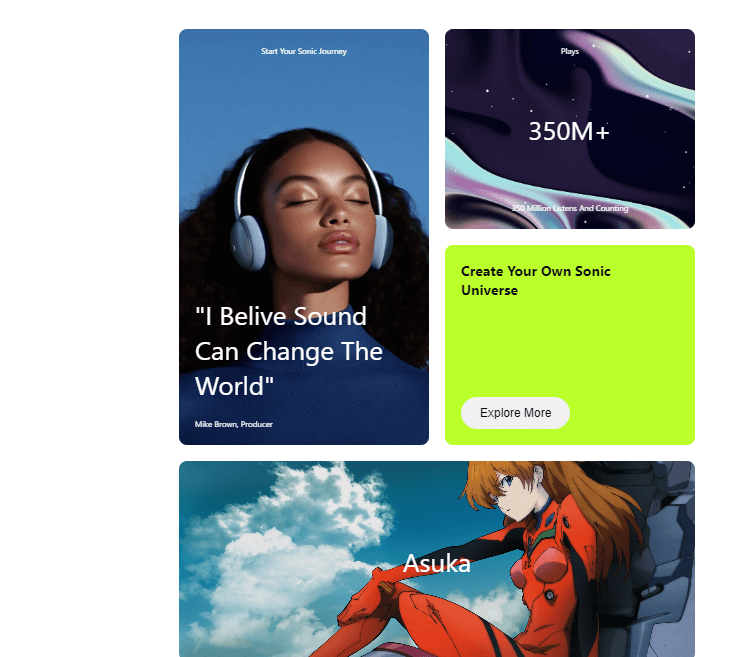 Start Your Sonic Journey
"I Belive Sound
Can Change The
World"
Mike Brown, Producer
Plays
350M+
350 Million Listens And Counting
Create Your Own Sonic
Universe
Explore More
Asuka